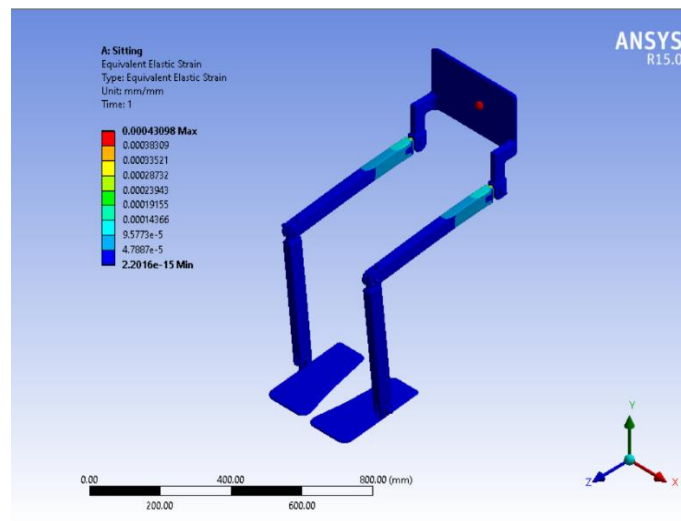 A: Sitting
Equivalent Elastic Strain
Type: Equivalent Elastic Strain
Unit: mm/mm
Time: 1
0.00043098 Max
0.00038309
0.00033521
0.00028732
0.00023943
0.00019155
0.00014366
9.5773e-5
4.7887e-5
2.2016e-15 Min
ANSYS
R15.0
0.00 400.00 800.00 (mm)
200.00 600.00
Y
Z X